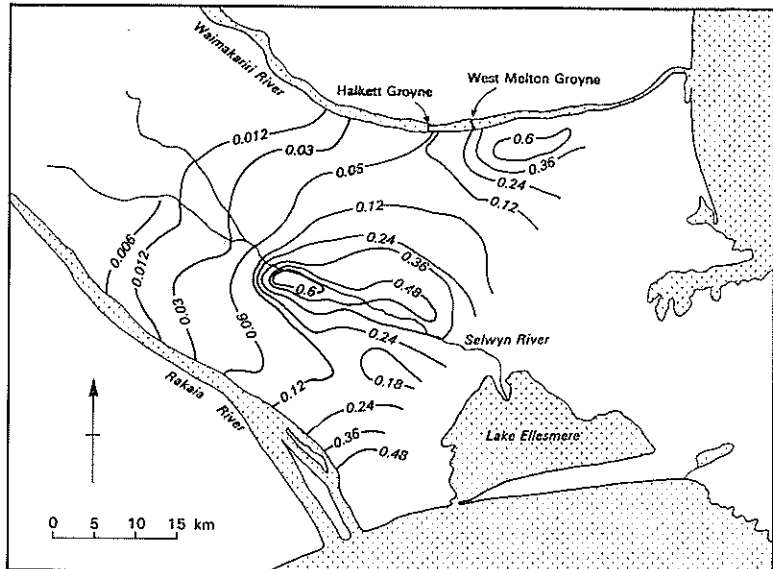 Waimakariri River
Halkett Groyne
West Melton Groyne
0.012
0.03
0.05
0.6
0.36
0.24
0.12
0.12
0.24
0.36
0.48
0.6
0.006
0.012
0.03
0.06
0.24
0.18
Selwyn River
Rakaia
River
0.12
0.24
0.36
0.48
Lake Ellesmere
0 5 10 15 km